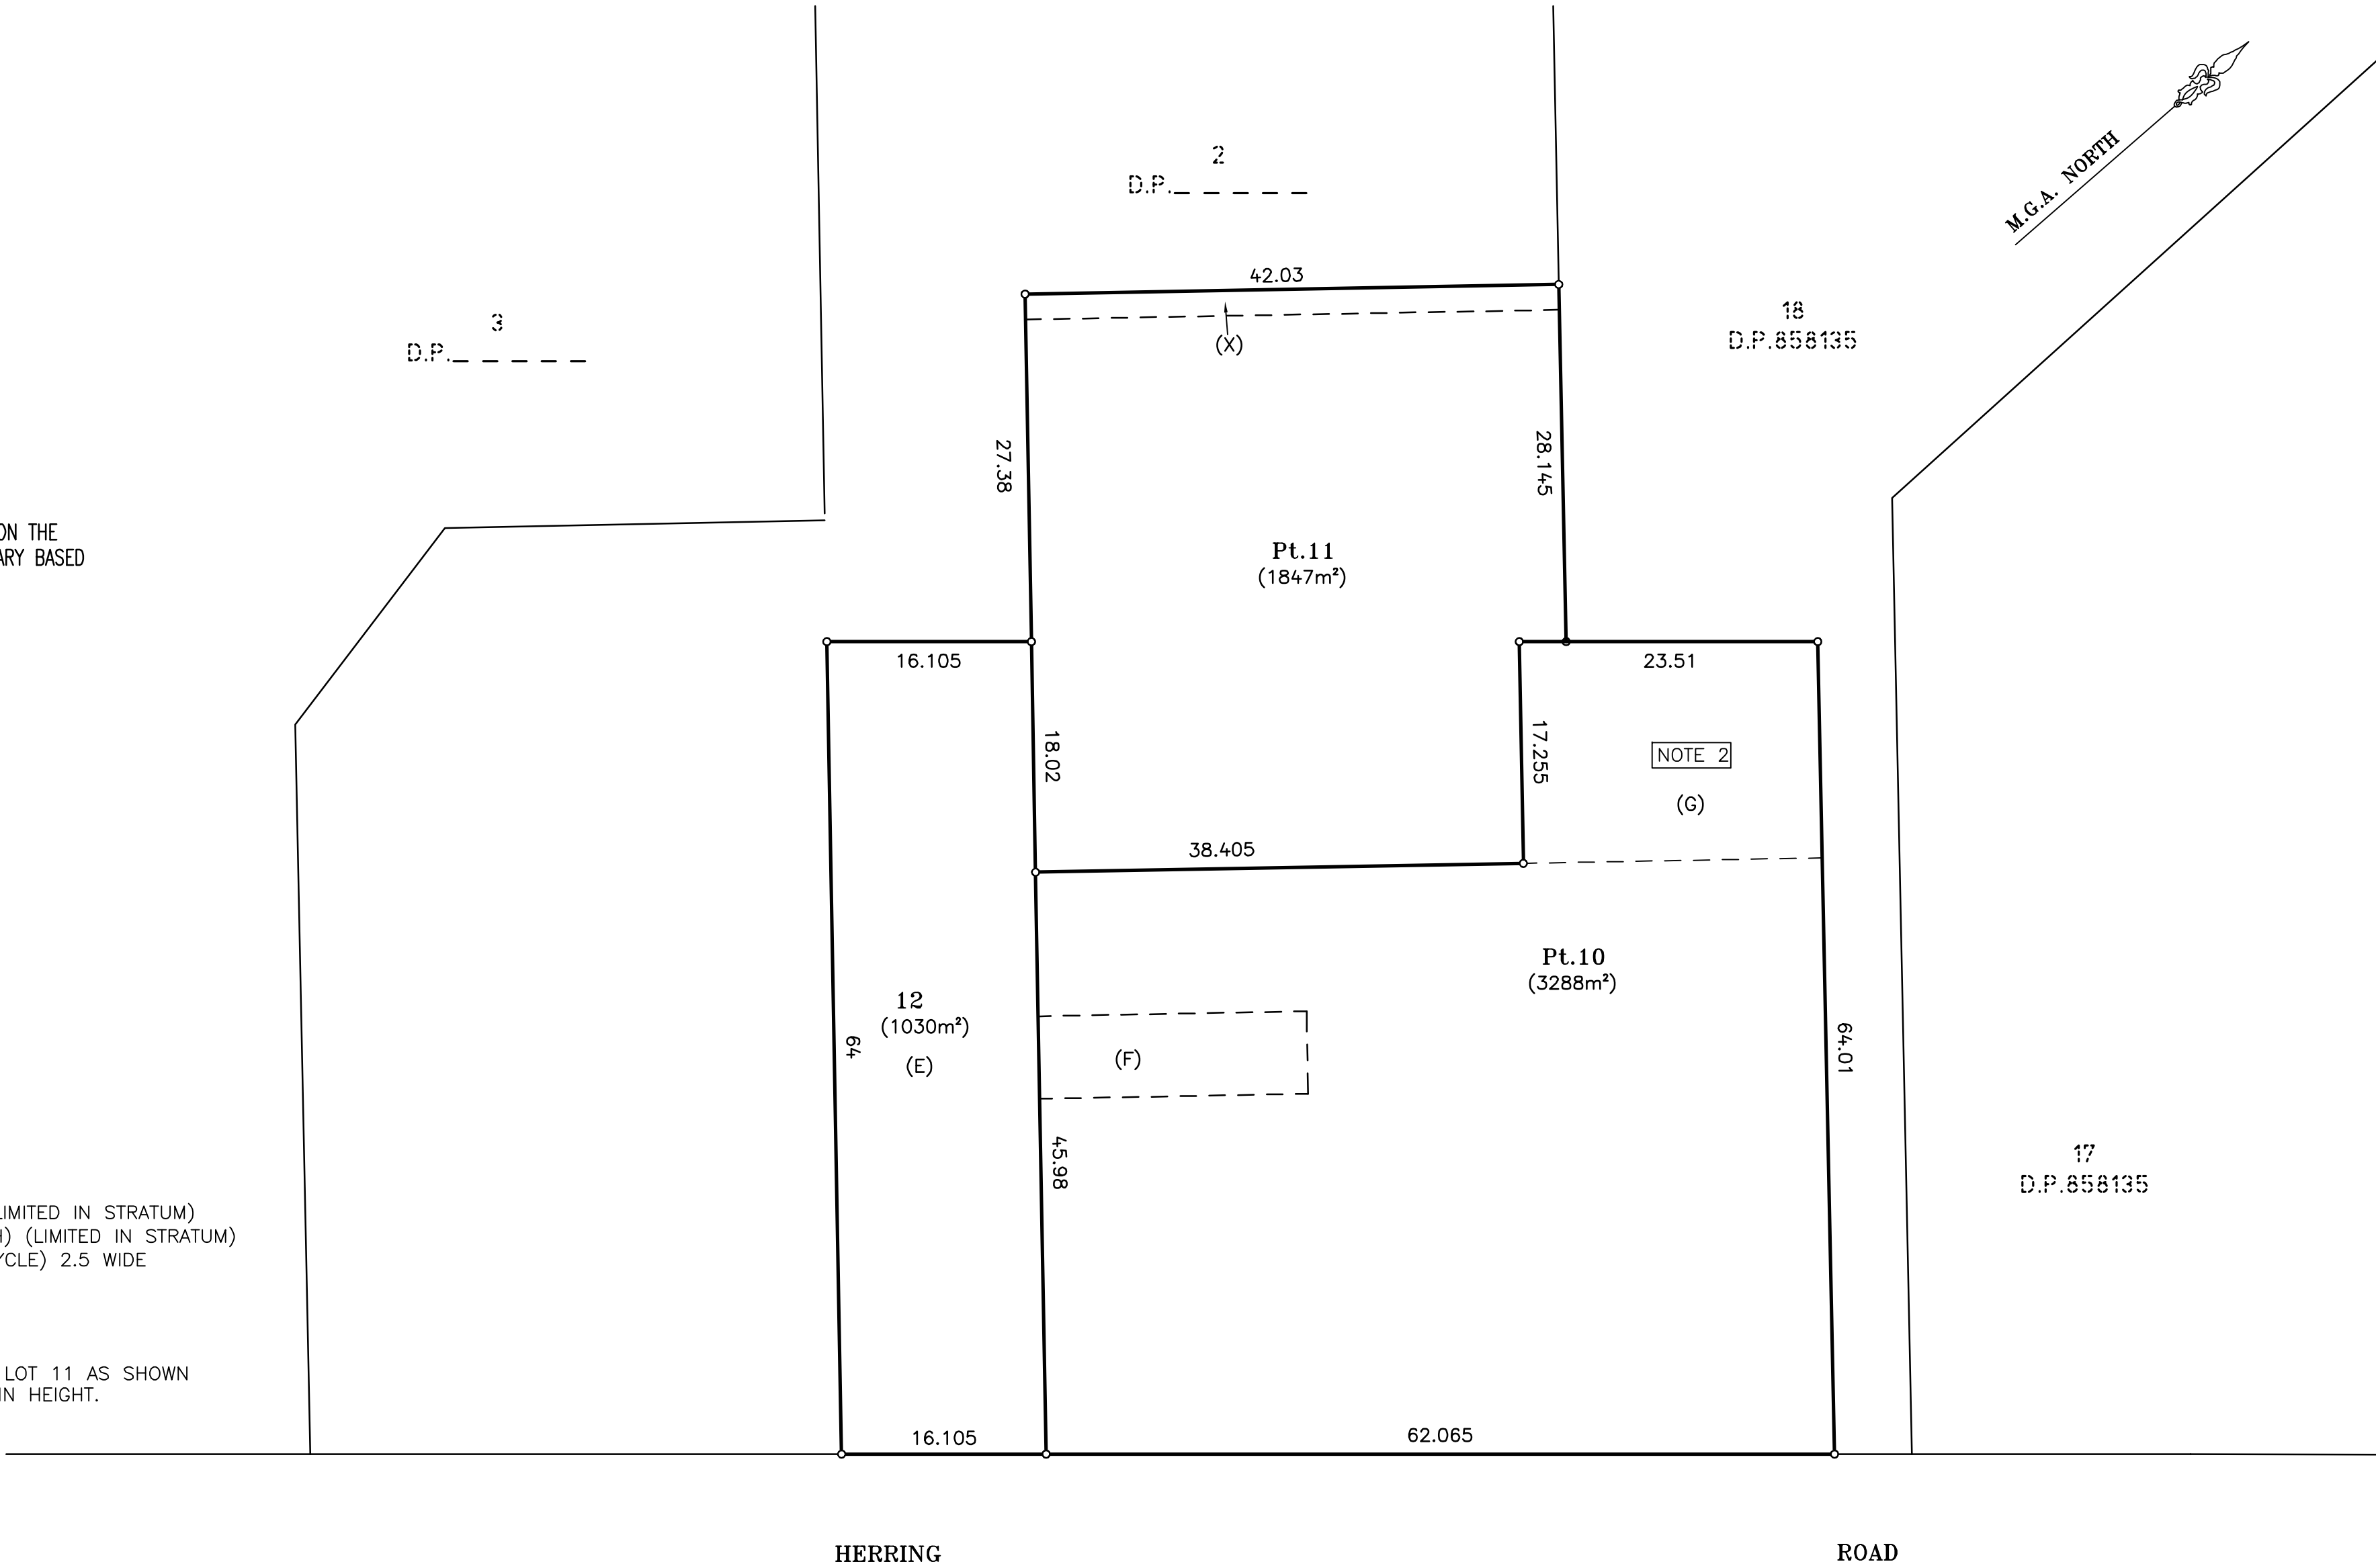 M.G.A. NORTH
2
D.P.
42.03
3
D.P.
18
D.P.858135
(X)
27.38
28.145
ON THE
ARY BASED
Pt.11
(1847m²)
16.105
23.51
18.02
17.255
NOTE 2
(G)
38.405
Pt.10
(3288m²)
12
(1030m²)
(E)
(F)
64
64.01
45.98
17
D.P.858135
LIMITED IN STRATUM)
H) (LIMITED IN STRATUM)
YCLE) 2.5 WIDE
LOT 11 AS SHOWN
IN HEIGHT.
16.105
62.065
HERRING ROAD